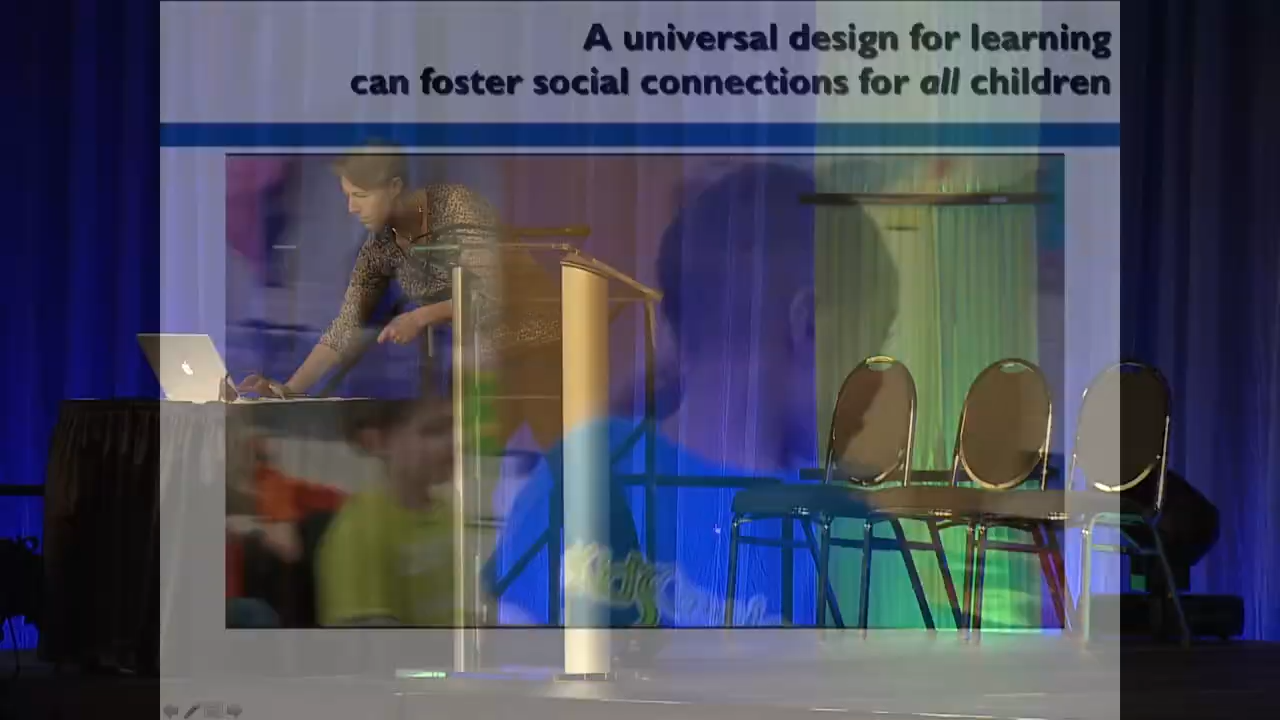 A universal design for learning
can foster social connections for all children